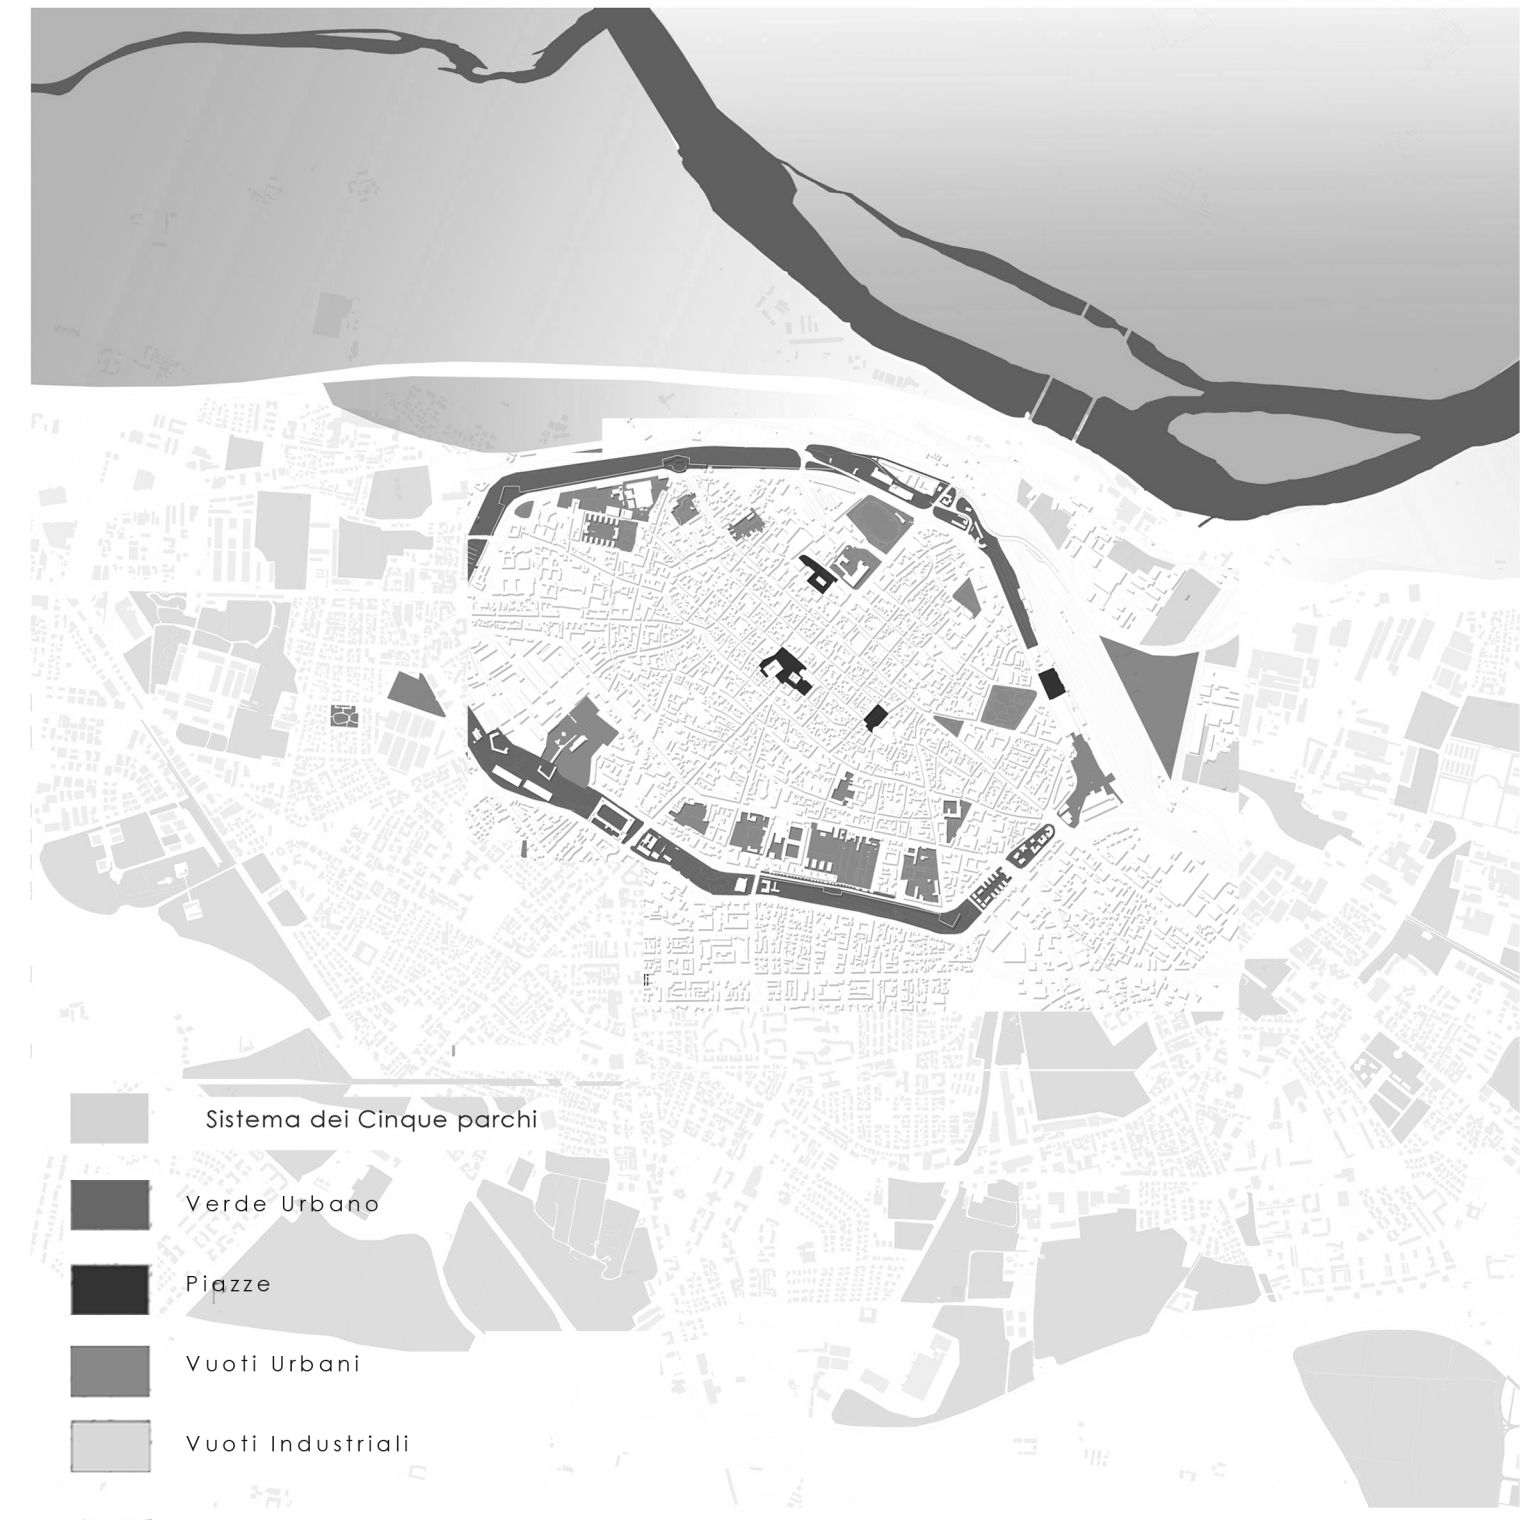 Sistema dei Cinque parchi
Verde Urbano
Piazze
Vuoti Urbani
Vuoti Industriali